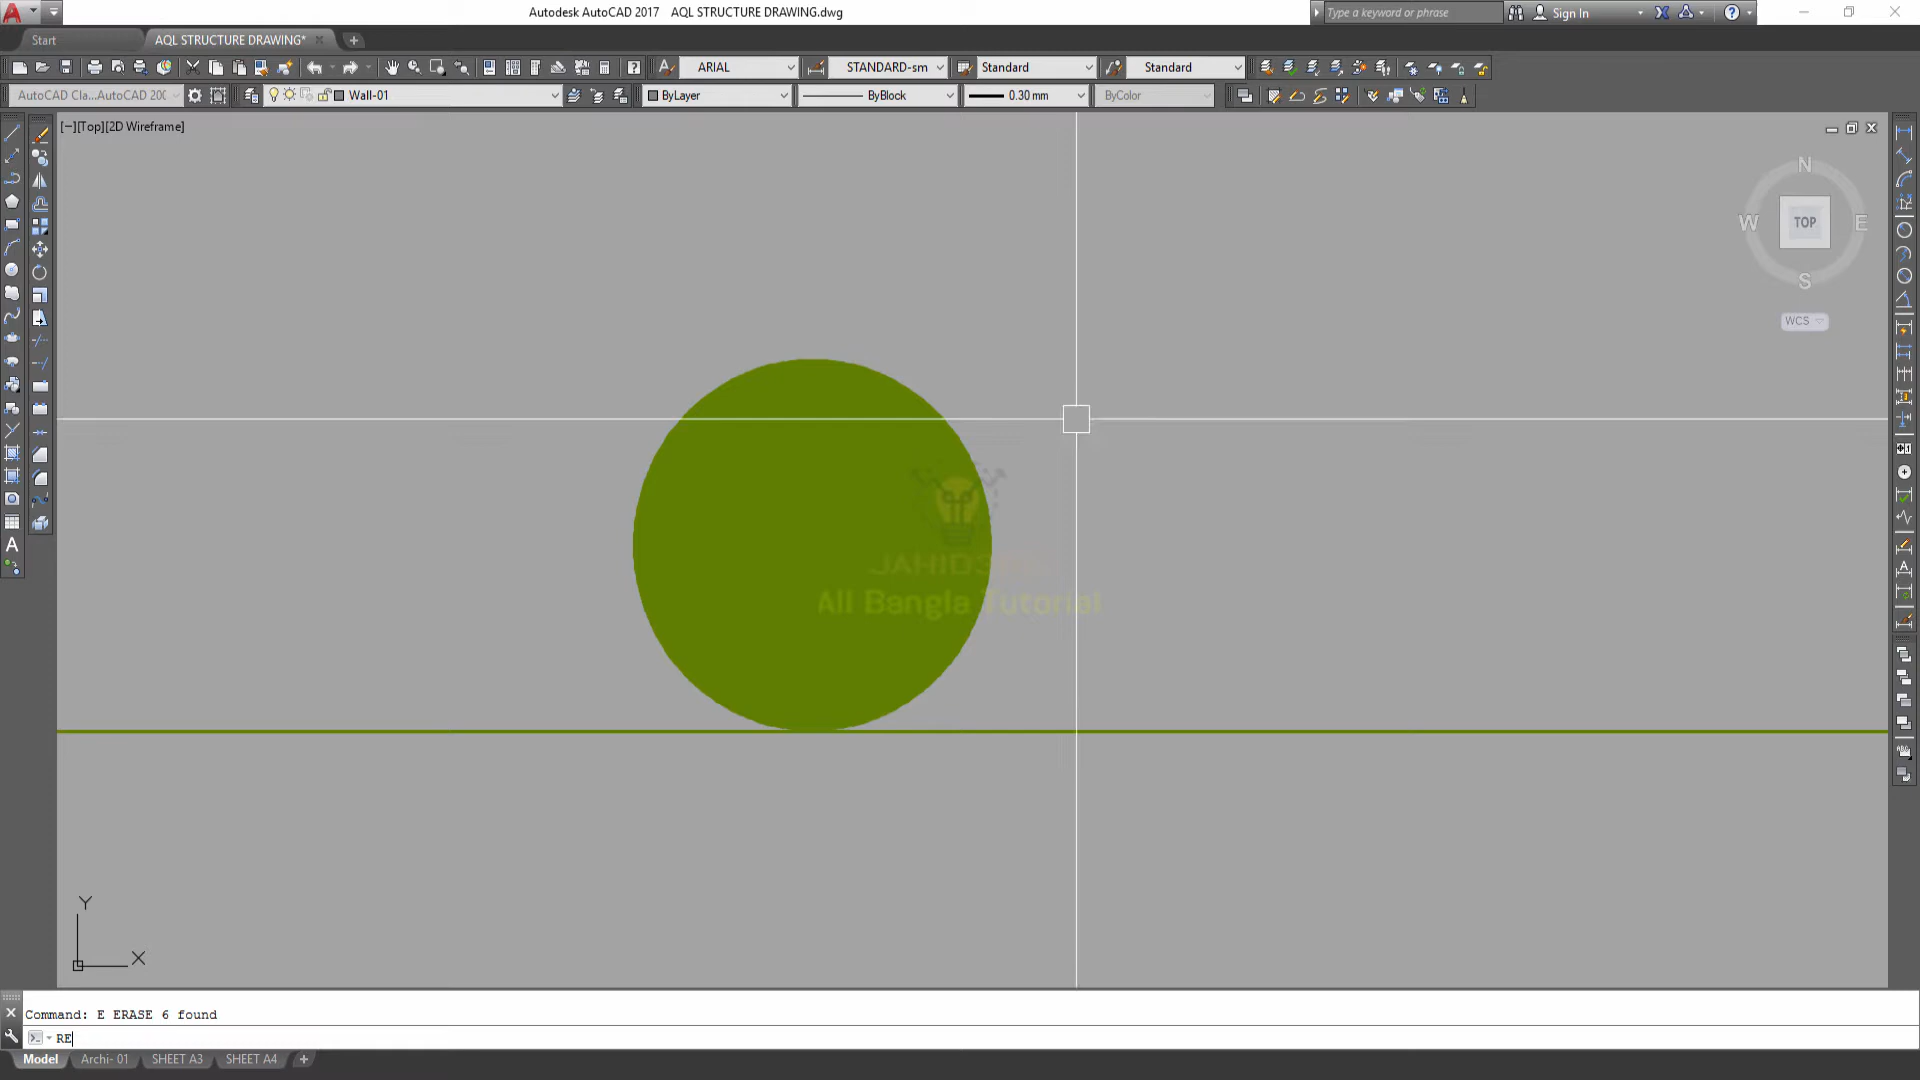 Autodesk AutoCAD 2017 AQL STRUCTURE DRAWING.dwg
Type a keyword or phrase
Sign In
Start
AQL STRUCTURE DRAWING*
ARIAL
STANDARD-sm
Standard
Standard
AutoCAD Cla...AutoCAD 200
Wall-01
ByLayer
ByBlock
0.30 mm
ByColor
[−][Top][2D Wireframe]
N
W
TOP
E
S
WCS
All Bangla Tutorial
Y
X
Command: E ERASE 6 found
RE
Model
Archi- 01
SHEET A3
SHEET A4